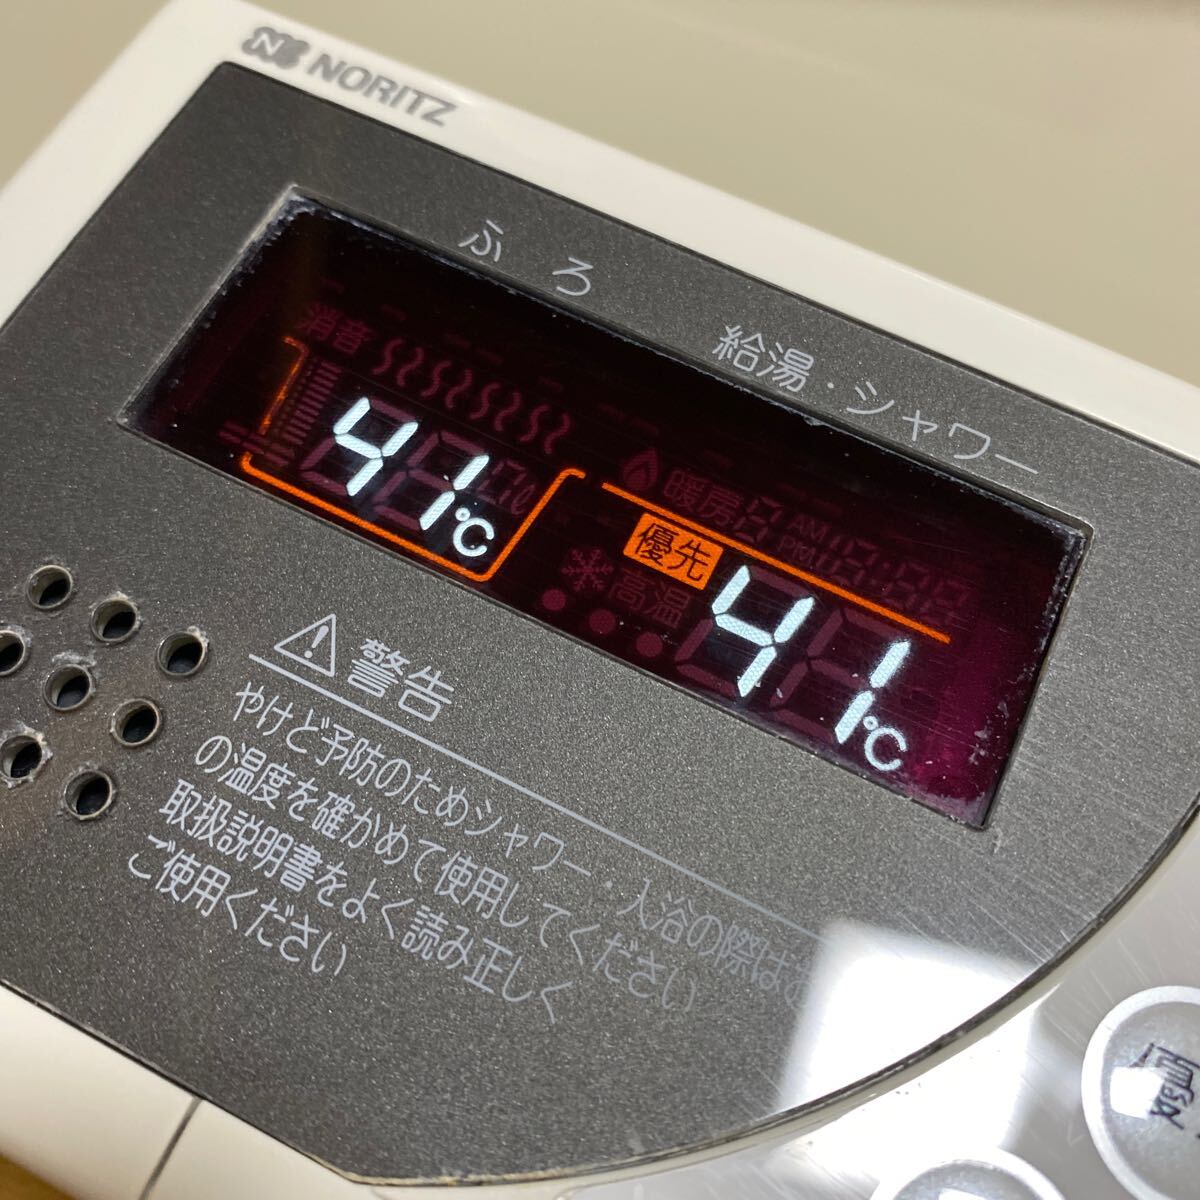 NORITZ
ふろ
給湯・シャワー
消音
41℃
暖房
AM
PM
優先
高温
41℃
警告
やけど予防のためシャワー・入浴の際は
の温度を確かめて使用してください
取扱説明書をよく読み正しく
ご使用ください